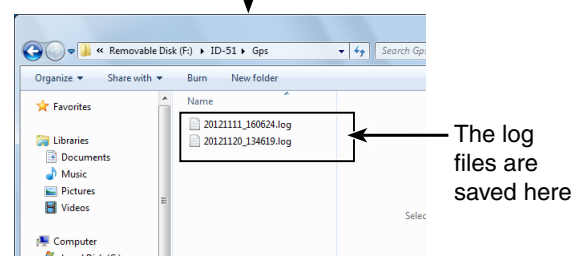 « Removable Disk (F:) ▸ ID-51 ▸ Gps
Search Gps
Organize ▾ Share with ▾ Burn New folder
Favorites
Libraries
Documents
Music
Pictures
Videos
Computer
Name
20121111_160624.log
20121120_134619.log
The log
files are
saved here